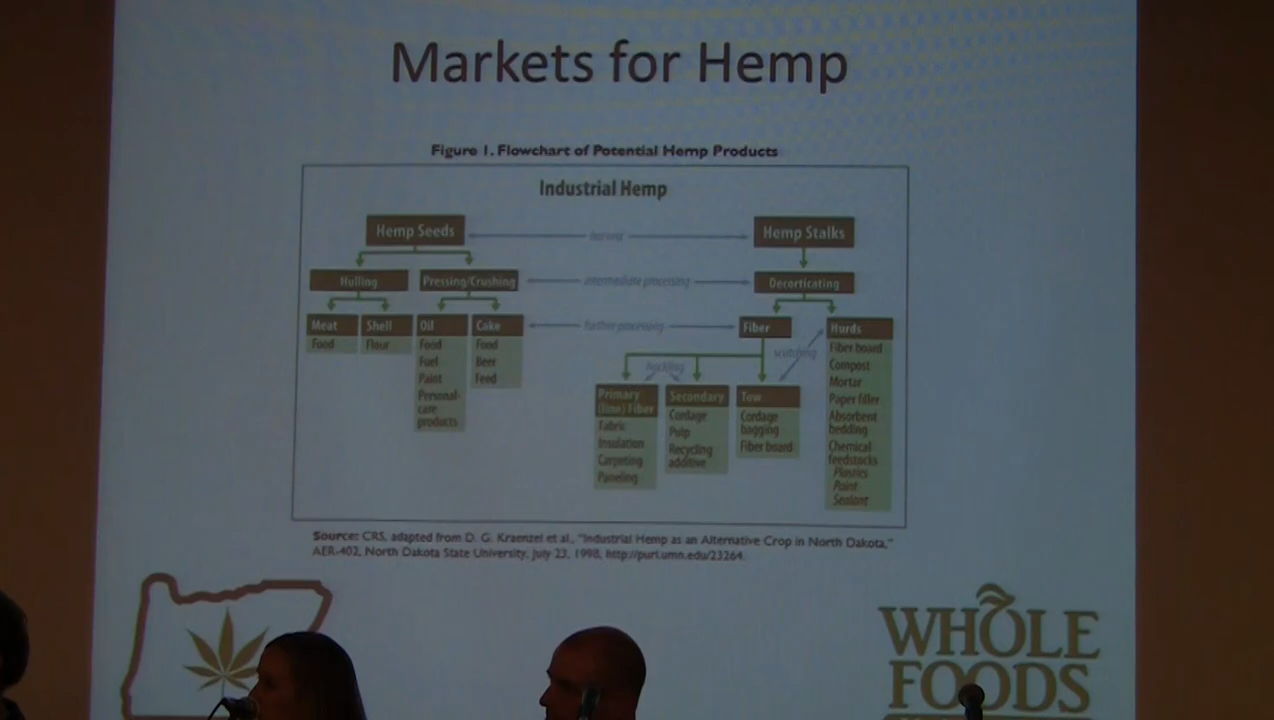 Markets for Hemp
Figure 1. Flowchart of Potential Hemp Products
Industrial Hemp
Hemp Seeds
harvest
Hemp Stalks
Hulling
Pressing/Crushing
intermediate processing
Decorticating
Meat
Food
Shell
Flour
Oil
Food
Fuel
Paint
Personal-
care
products
Cake
Food
Beer
Feed
further processing
Fiber
hackling
scutching
Primary
(line) Fiber
Fabric
Insulation
Carpeting
Paneling
Secondary
Cordage
Pulp
Recycling
additive
Tow
Cordage
bagging
Fiber board
Hurds
Fiber board
Compost
Mortar
Paper filler
Absorbent
bedding
Chemical
feedstocks
Plastics
Paint
Sealant
Source: CRS, adapted from D. G. Kraenzel et al., "Industrial Hemp as an Alternative Crop in North Dakota,"
AER-402, North Dakota State University, July 23, 1998, http://purl.umn.edu/23264.
WHOLE
FOODS